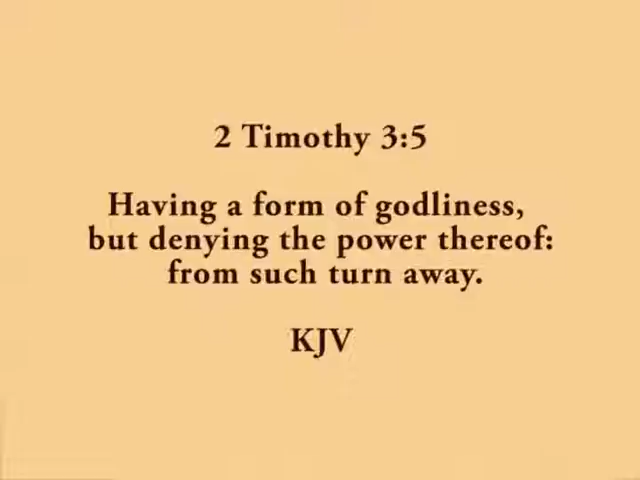 2 Timothy 3:5
Having a form of godliness,
but denying the power thereof:
from such turn away.
KJV